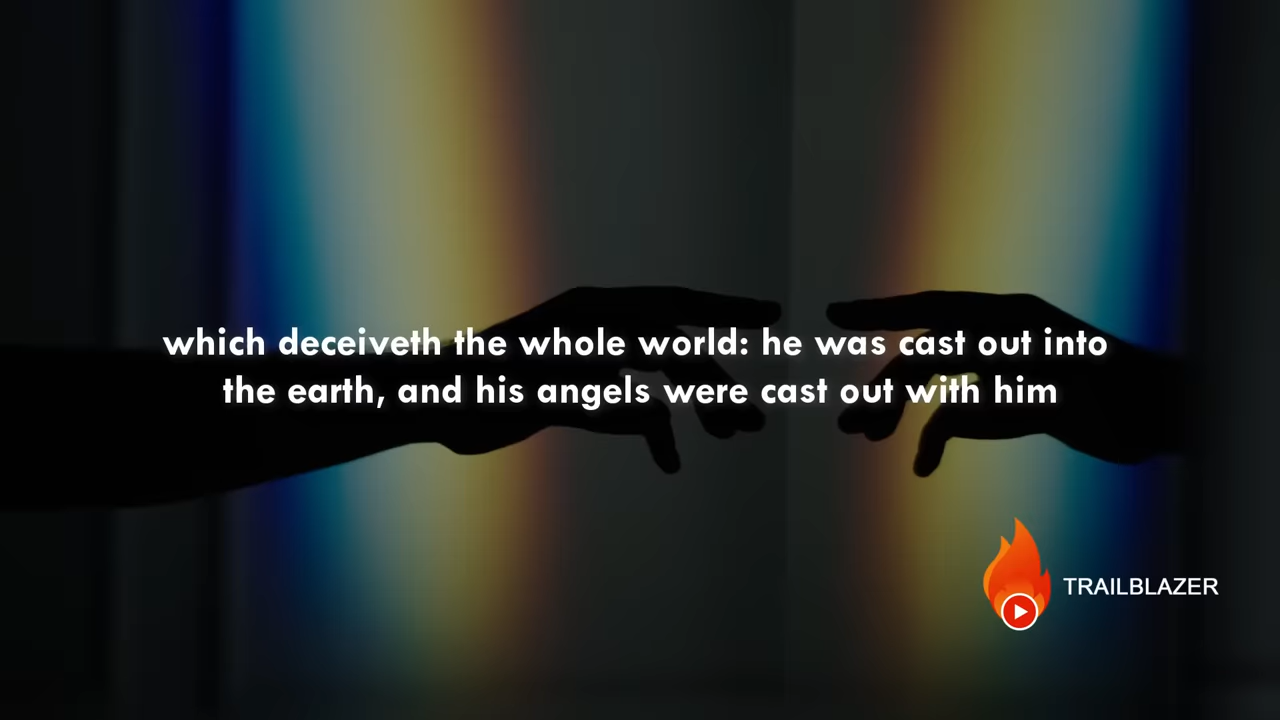 which deceiveth the whole world: he was cast out into
the earth, and his angels were cast out with him
TRAILBLAZER